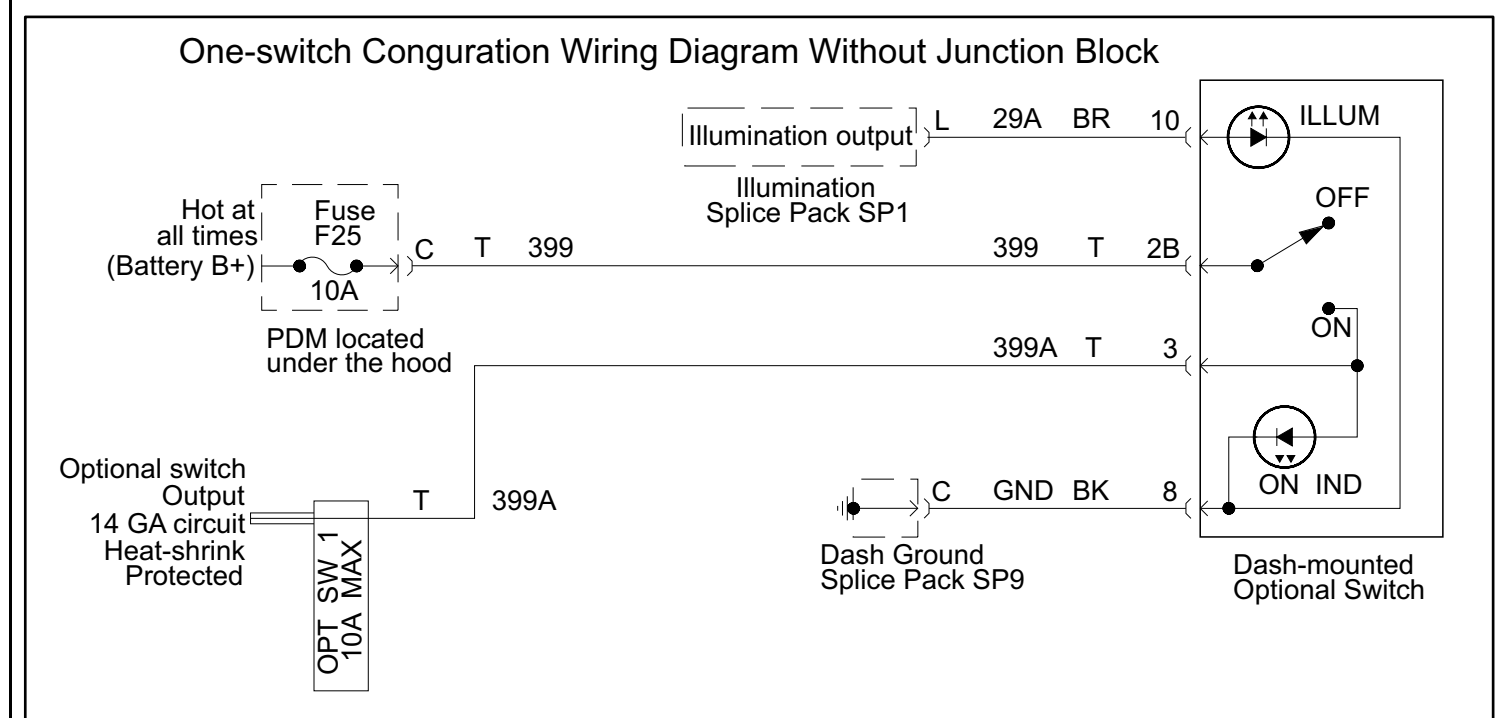 One-switch Conguration Wiring Diagram Without Junction Block
Illumination output
L 29A BR 10
ILLUM
Illumination
Splice Pack SP1
OFF
Hot at
all times
(Battery B+)
Fuse
F25
10A
C T 399
399 T 2B
PDM located
under the hood
ON
399A T 3
Optional switch
Output
14 GA circuit
Heat-shrink
Protected
T 399A
OPT SW 1
10A MAX
C GND BK 8
ON IND
Dash Ground
Splice Pack SP9
Dash-mounted
Optional Switch